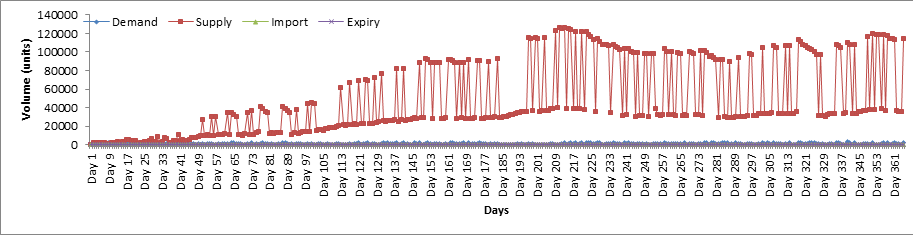 Demand Supply Import Expiry
Volume (units)
140000
120000
100000
80000
60000
40000
20000
0
Day 1 Day 9 Day 17 Day 25 Day 33 Day 41 Day 49 Day 57 Day 65 Day 73 Day 81 Day 89 Day 97 Day 105 Day 113 Day 121 Day 129 Day 137 Day 145 Day 153 Day 161 Day 169 Day 177 Day 185 Day 193 Day 201 Day 209 Day 217 Day 225 Day 233 Day 241 Day 249 Day 257 Day 265 Day 273 Day 281 Day 289 Day 297 Day 305 Day 313 Day 321 Day 329 Day 337 Day 345 Day 353 Day 361
Days